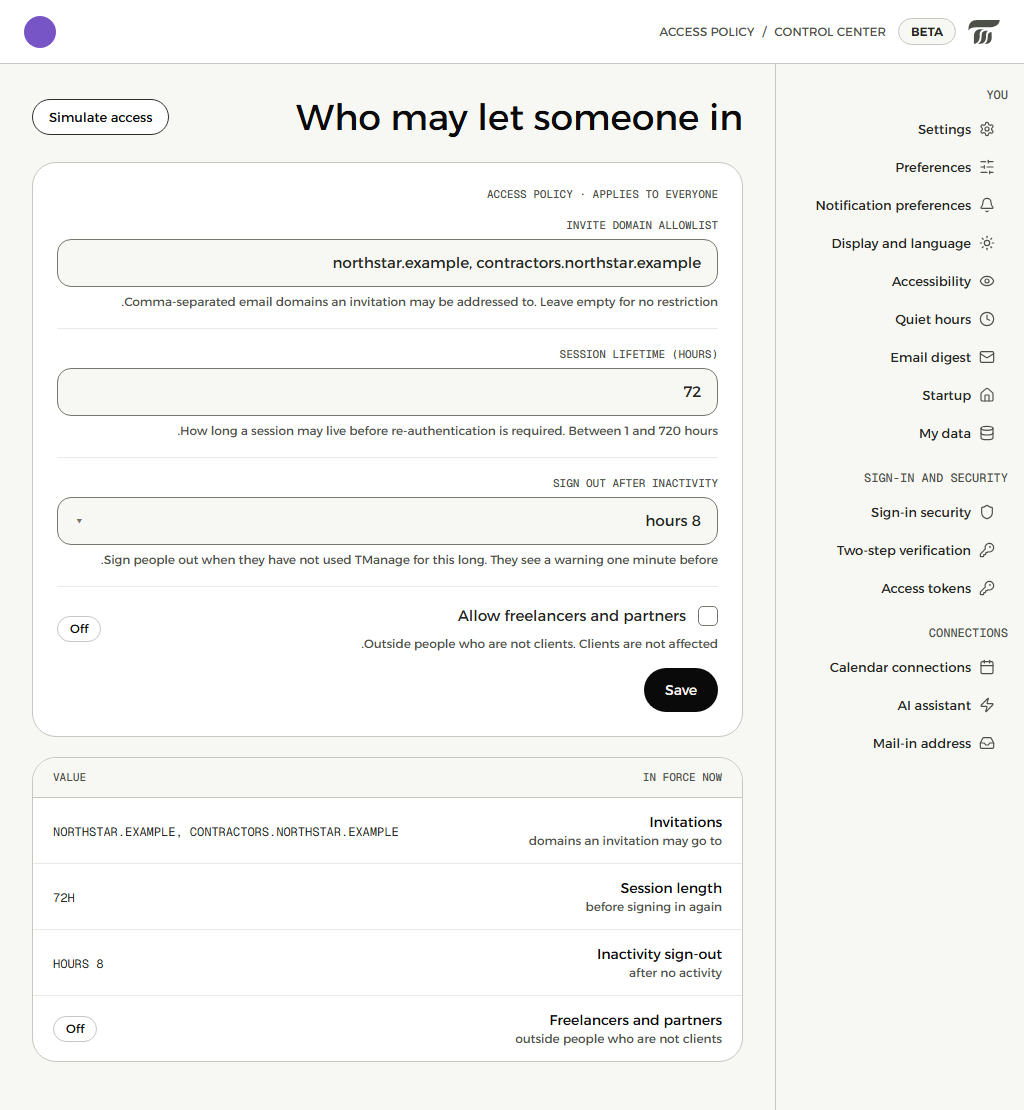 BETA
ACCESS POLICY / CONTROL CENTER
YOU
Settings
Preferences
Notification preferences
Display and language
Accessibility
Quiet hours
Email digest
Startup
My data
SIGN-IN AND SECURITY
Sign-in security
Two-step verification
Access tokens
CONNECTIONS
Calendar connections
AI assistant
Mail-in address
Who may let someone in
Simulate access
ACCESS POLICY · APPLIES TO EVERYONE
INVITE DOMAIN ALLOWLIST
northstar.example, contractors.northstar.example
.Comma-separated email domains an invitation may be addressed to. Leave empty for no restriction
SESSION LIFETIME (HOURS)
72
.How long a session may live before re-authentication is required. Between 1 and 720 hours
SIGN OUT AFTER INACTIVITY
hours 8
.Sign people out when they have not used TManage for this long. They see a warning one minute before
Allow freelancers and partners
Off
.Outside people who are not clients. Clients are not affected
Save
IN FORCE NOW
VALUE
Invitations
domains an invitation may go to
NORTHSTAR.EXAMPLE, CONTRACTORS.NORTHSTAR.EXAMPLE
Session length
before signing in again
72H
Inactivity sign-out
after no activity
HOURS 8
Freelancers and partners
outside people who are not clients
Off